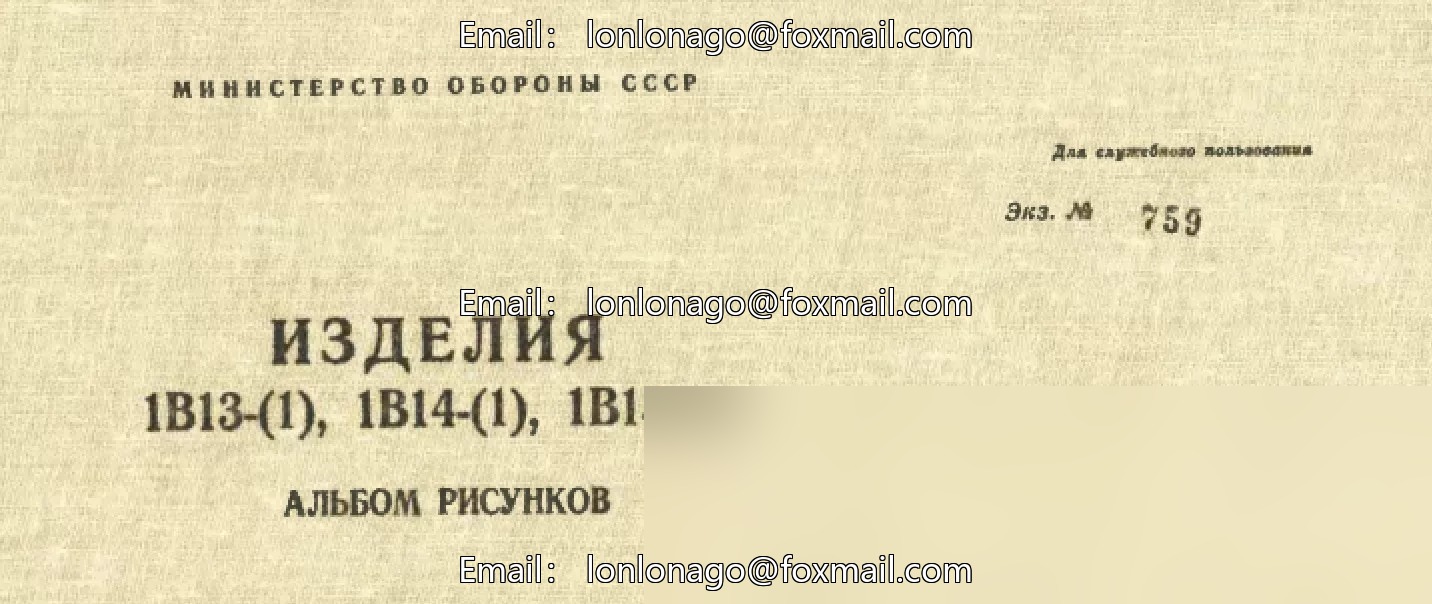 Email： lonlonago@foxmail.com
МИНИСТЕРСТВО ОБОРОНЫ СССР
Для служебного пользования
Экз. № 759
Email： lonlonago@foxmail.com
ИЗДЕЛИЯ
1В13-(1), 1В14-(1),
АЛЬБОМ РИСУНКОВ
Email： lonlonago@foxmail.com